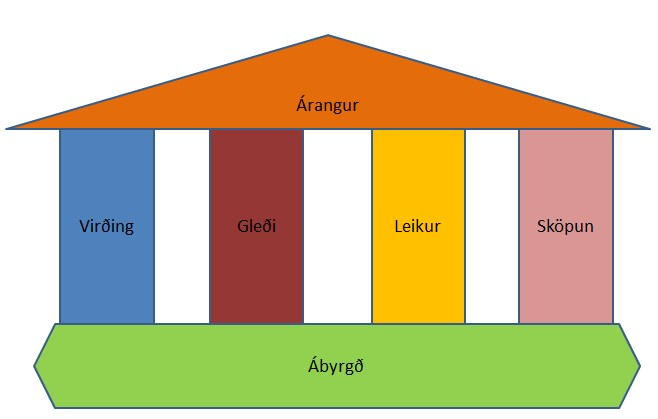 Árangur
Virðing
Gleði
Leikur
Sköpun
Ábyrgð